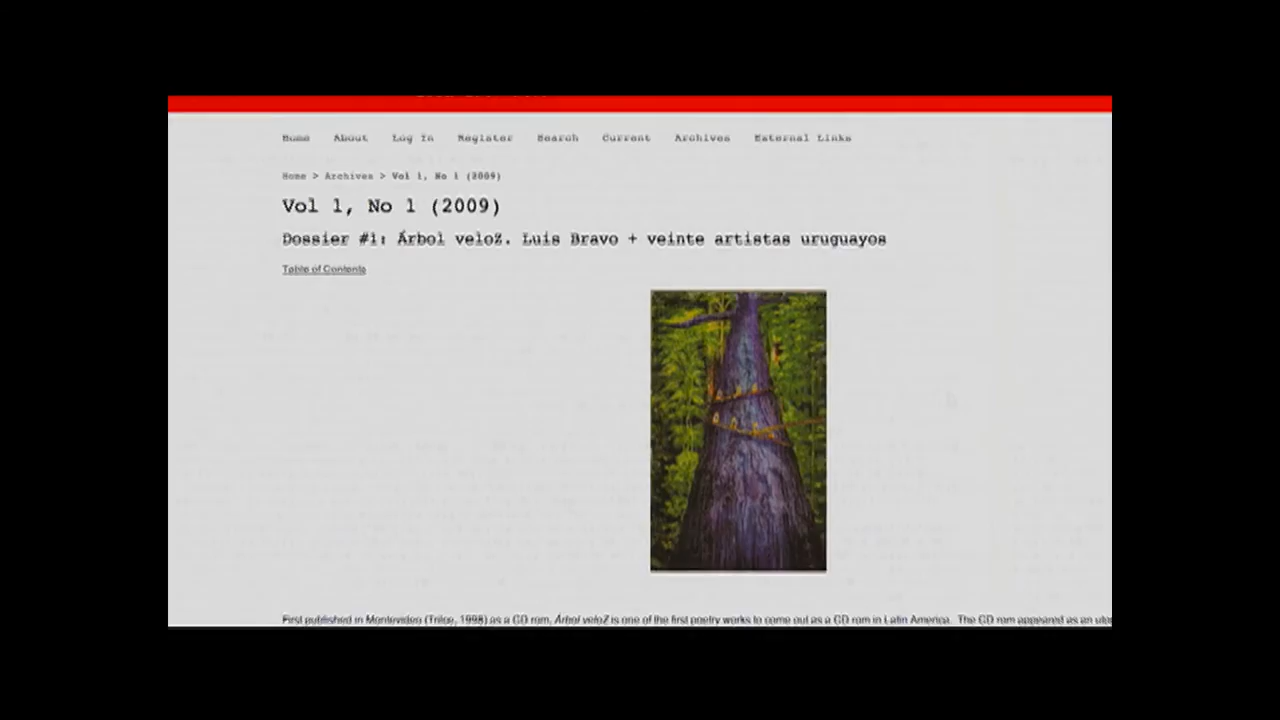 Home About Log In Register Search Current Archives External Links
Home > Archives > Vol 1, No 1 (2009)
Vol 1, No 1 (2009)
Dossier #1: Árbol veloZ. Luis Bravo + veinte artistas uruguayos
Table of Contents
First published in Montevideo (Trilce, 1998) as a CD rom, Árbol veloZ is one of the first poetry works to come out as a CD rom in Latin America. The CD rom appeared as an